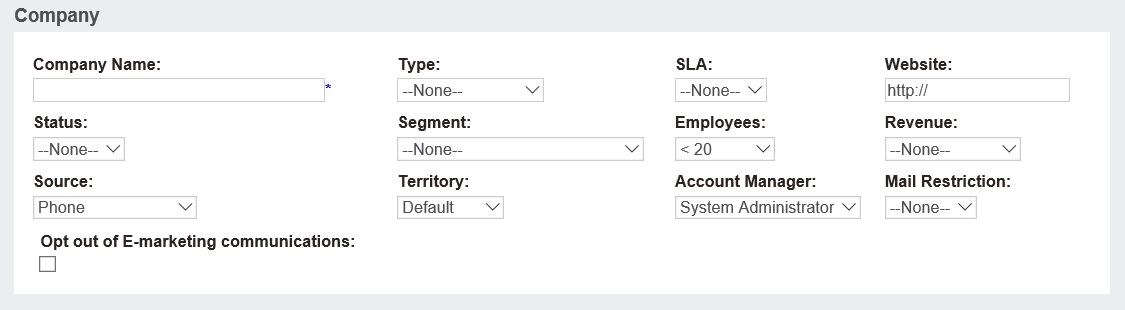 Company
Company Name: Type: SLA: Website:
* --None-- --None-- http://
Status: Segment: Employees: Revenue:
--None-- --None-- < 20 --None--
Source: Territory: Account Manager: Mail Restriction:
Phone Default System Administrator --None--
Opt out of E-marketing communications: